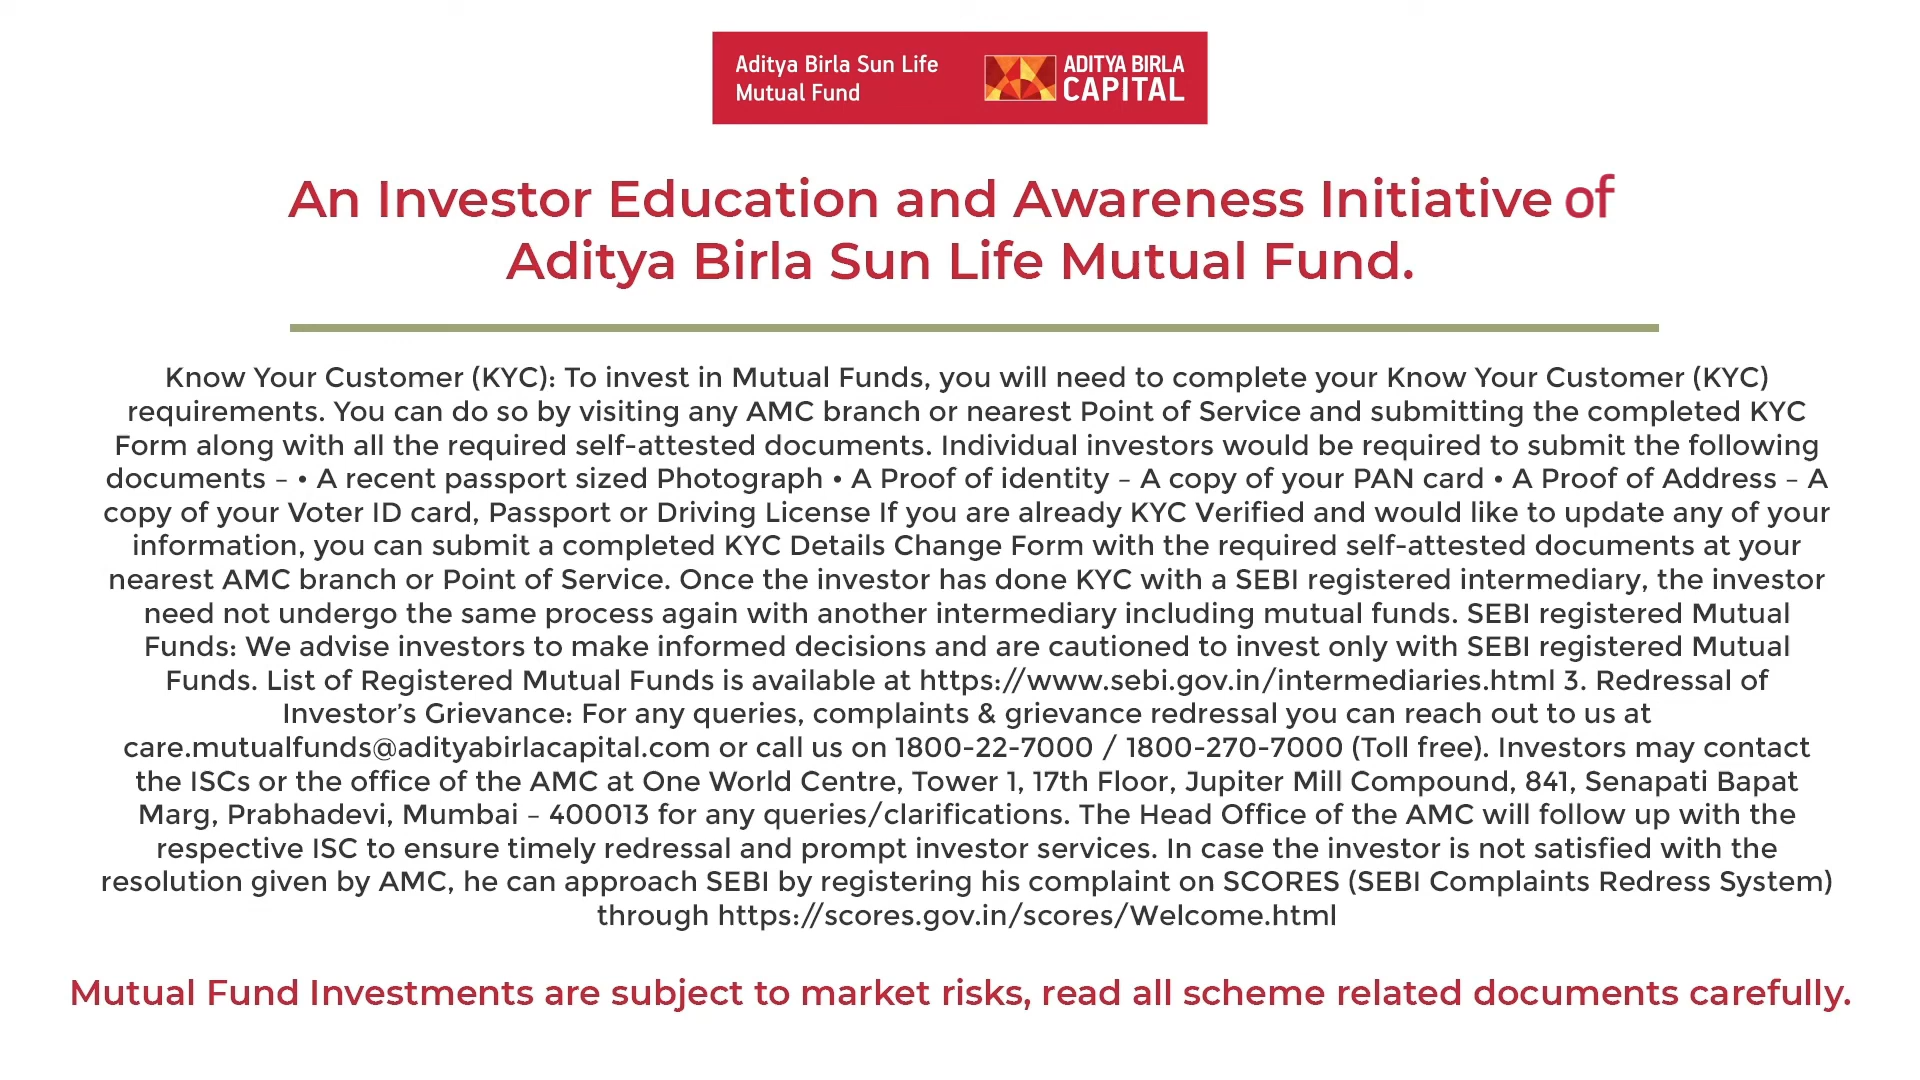 Aditya Birla Sun Life
Mutual Fund
ADITYA BIRLA
CAPITAL
An Investor Education and Awareness Initiative of
Aditya Birla Sun Life Mutual Fund.
Know Your Customer (KYC): To invest in Mutual Funds, you will need to complete your Know Your Customer (KYC)
requirements. You can do so by visiting any AMC branch or nearest Point of Service and submitting the completed KYC
Form along with all the required self-attested documents. Individual investors would be required to submit the following
documents – • A recent passport sized Photograph • A Proof of identity – A copy of your PAN card • A Proof of Address – A
copy of your Voter ID card, Passport or Driving License If you are already KYC Verified and would like to update any of your
information, you can submit a completed KYC Details Change Form with the required self-attested documents at your
nearest AMC branch or Point of Service. Once the investor has done KYC with a SEBI registered intermediary, the investor
need not undergo the same process again with another intermediary including mutual funds. SEBI registered Mutual
Funds: We advise investors to make informed decisions and are cautioned to invest only with SEBI registered Mutual
Funds. List of Registered Mutual Funds is available at https://www.sebi.gov.in/intermediaries.html 3. Redressal of
Investor’s Grievance: For any queries, complaints & grievance redressal you can reach out to us at
care.mutualfunds@adityabirlacapital.com or call us on 1800-22-7000 / 1800-270-7000 (Toll free). Investors may contact
the ISCs or the office of the AMC at One World Centre, Tower 1, 17th Floor, Jupiter Mill Compound, 841, Senapati Bapat
Marg, Prabhadevi, Mumbai – 400013 for any queries/clarifications. The Head Office of the AMC will follow up with the
respective ISC to ensure timely redressal and prompt investor services. In case the investor is not satisfied with the
resolution given by AMC, he can approach SEBI by registering his complaint on SCORES (SEBI Complaints Redress System)
through https://scores.gov.in/scores/Welcome.html
Mutual Fund Investments are subject to market risks, read all scheme related documents carefully.